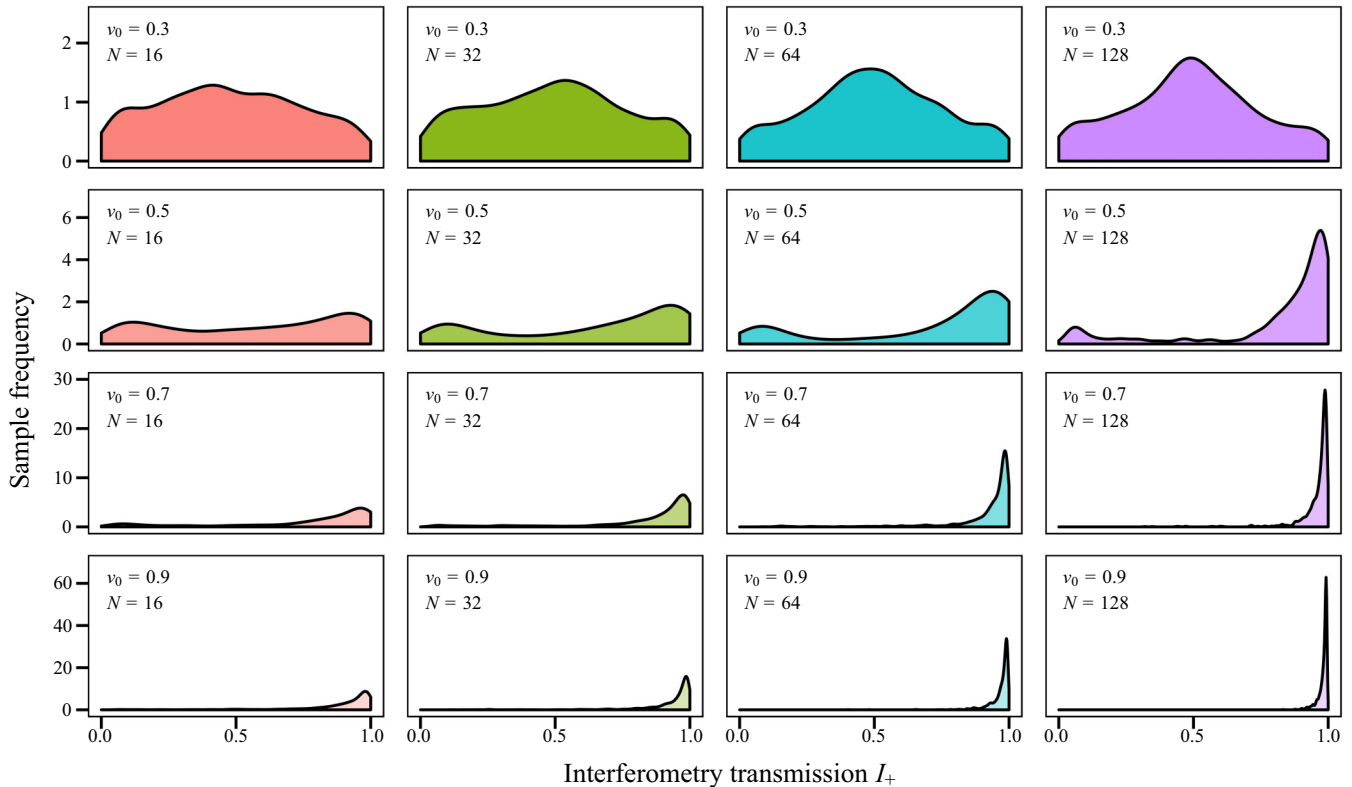 Sample frequency
2
1
0
v₀ = 0.3
N = 16
v₀ = 0.3
N = 32
v₀ = 0.3
N = 64
v₀ = 0.3
N = 128
6
4
2
0
v₀ = 0.5
N = 16
v₀ = 0.5
N = 32
v₀ = 0.5
N = 64
v₀ = 0.5
N = 128
30
20
10
0
v₀ = 0.7
N = 16
v₀ = 0.7
N = 32
v₀ = 0.7
N = 64
v₀ = 0.7
N = 128
60
40
20
0
v₀ = 0.9
N = 16
v₀ = 0.9
N = 32
v₀ = 0.9
N = 64
v₀ = 0.9
N = 128
0.0 0.5 1.0
0.0 0.5 1.0
0.0 0.5 1.0
0.0 0.5 1.0
Interferometry transmission I₊